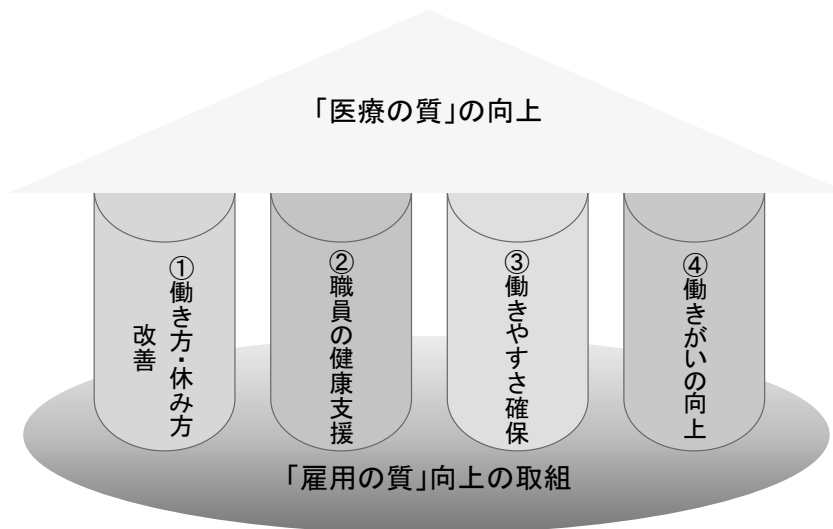 「医療の質」の向上
①働き方・休み方
改善
②職員の健康支援
③働きやすさ確保
④働きがいの向上
「雇用の質」向上の取組